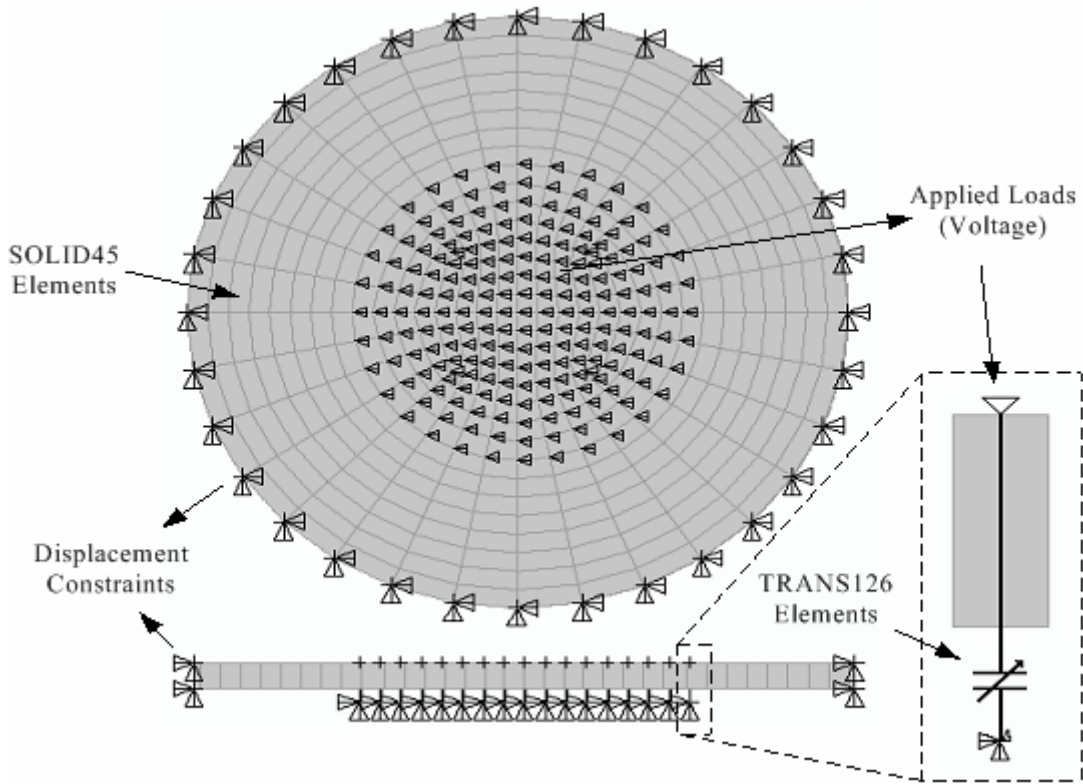 Applied Loads
(Voltage)
SOLID45
Elements
Displacement
Constraints
TRANS126
Elements